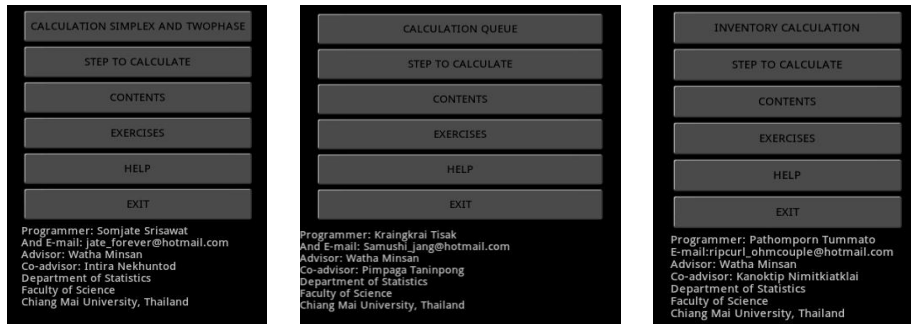 CALCULATION SIMPLEX AND TWOPHASE
STEP TO CALCULATE
CONTENTS
EXERCISES
HELP
EXIT
Programmer: Somjate Srisawat
And E-mail: jate_forever@hotmail.com
Advisor: Watha Minsan
Co-advisor: Intira Nekhuntod
Department of Statistics
Faculty of Science
Chiang Mai University, Thailand
CALCULATION QUEUE
STEP TO CALCULATE
CONTENTS
EXERCISES
HELP
EXIT
Programmer: Kraingkrai Tisak
And E-mail: Samushi_jang@hotmail.com
Advisor: Watha Minsan
Co-advisor: Pimpaga Taninpong
Department of Statistics
Faculty of Science
Chiang Mai University, Thailand
INVENTORY CALCULATION
STEP TO CALCULATE
CONTENTS
EXERCISES
HELP
EXIT
Programmer: Pathomporn Tummato
E-mail:ripcurl_ohmcouple@hotmail.com
Advisor: Watha Minsan
Co-advisor: Kanoktip Nimitkiatklai
Department of Statistics
Faculty of Science
Chiang Mai University, Thailand